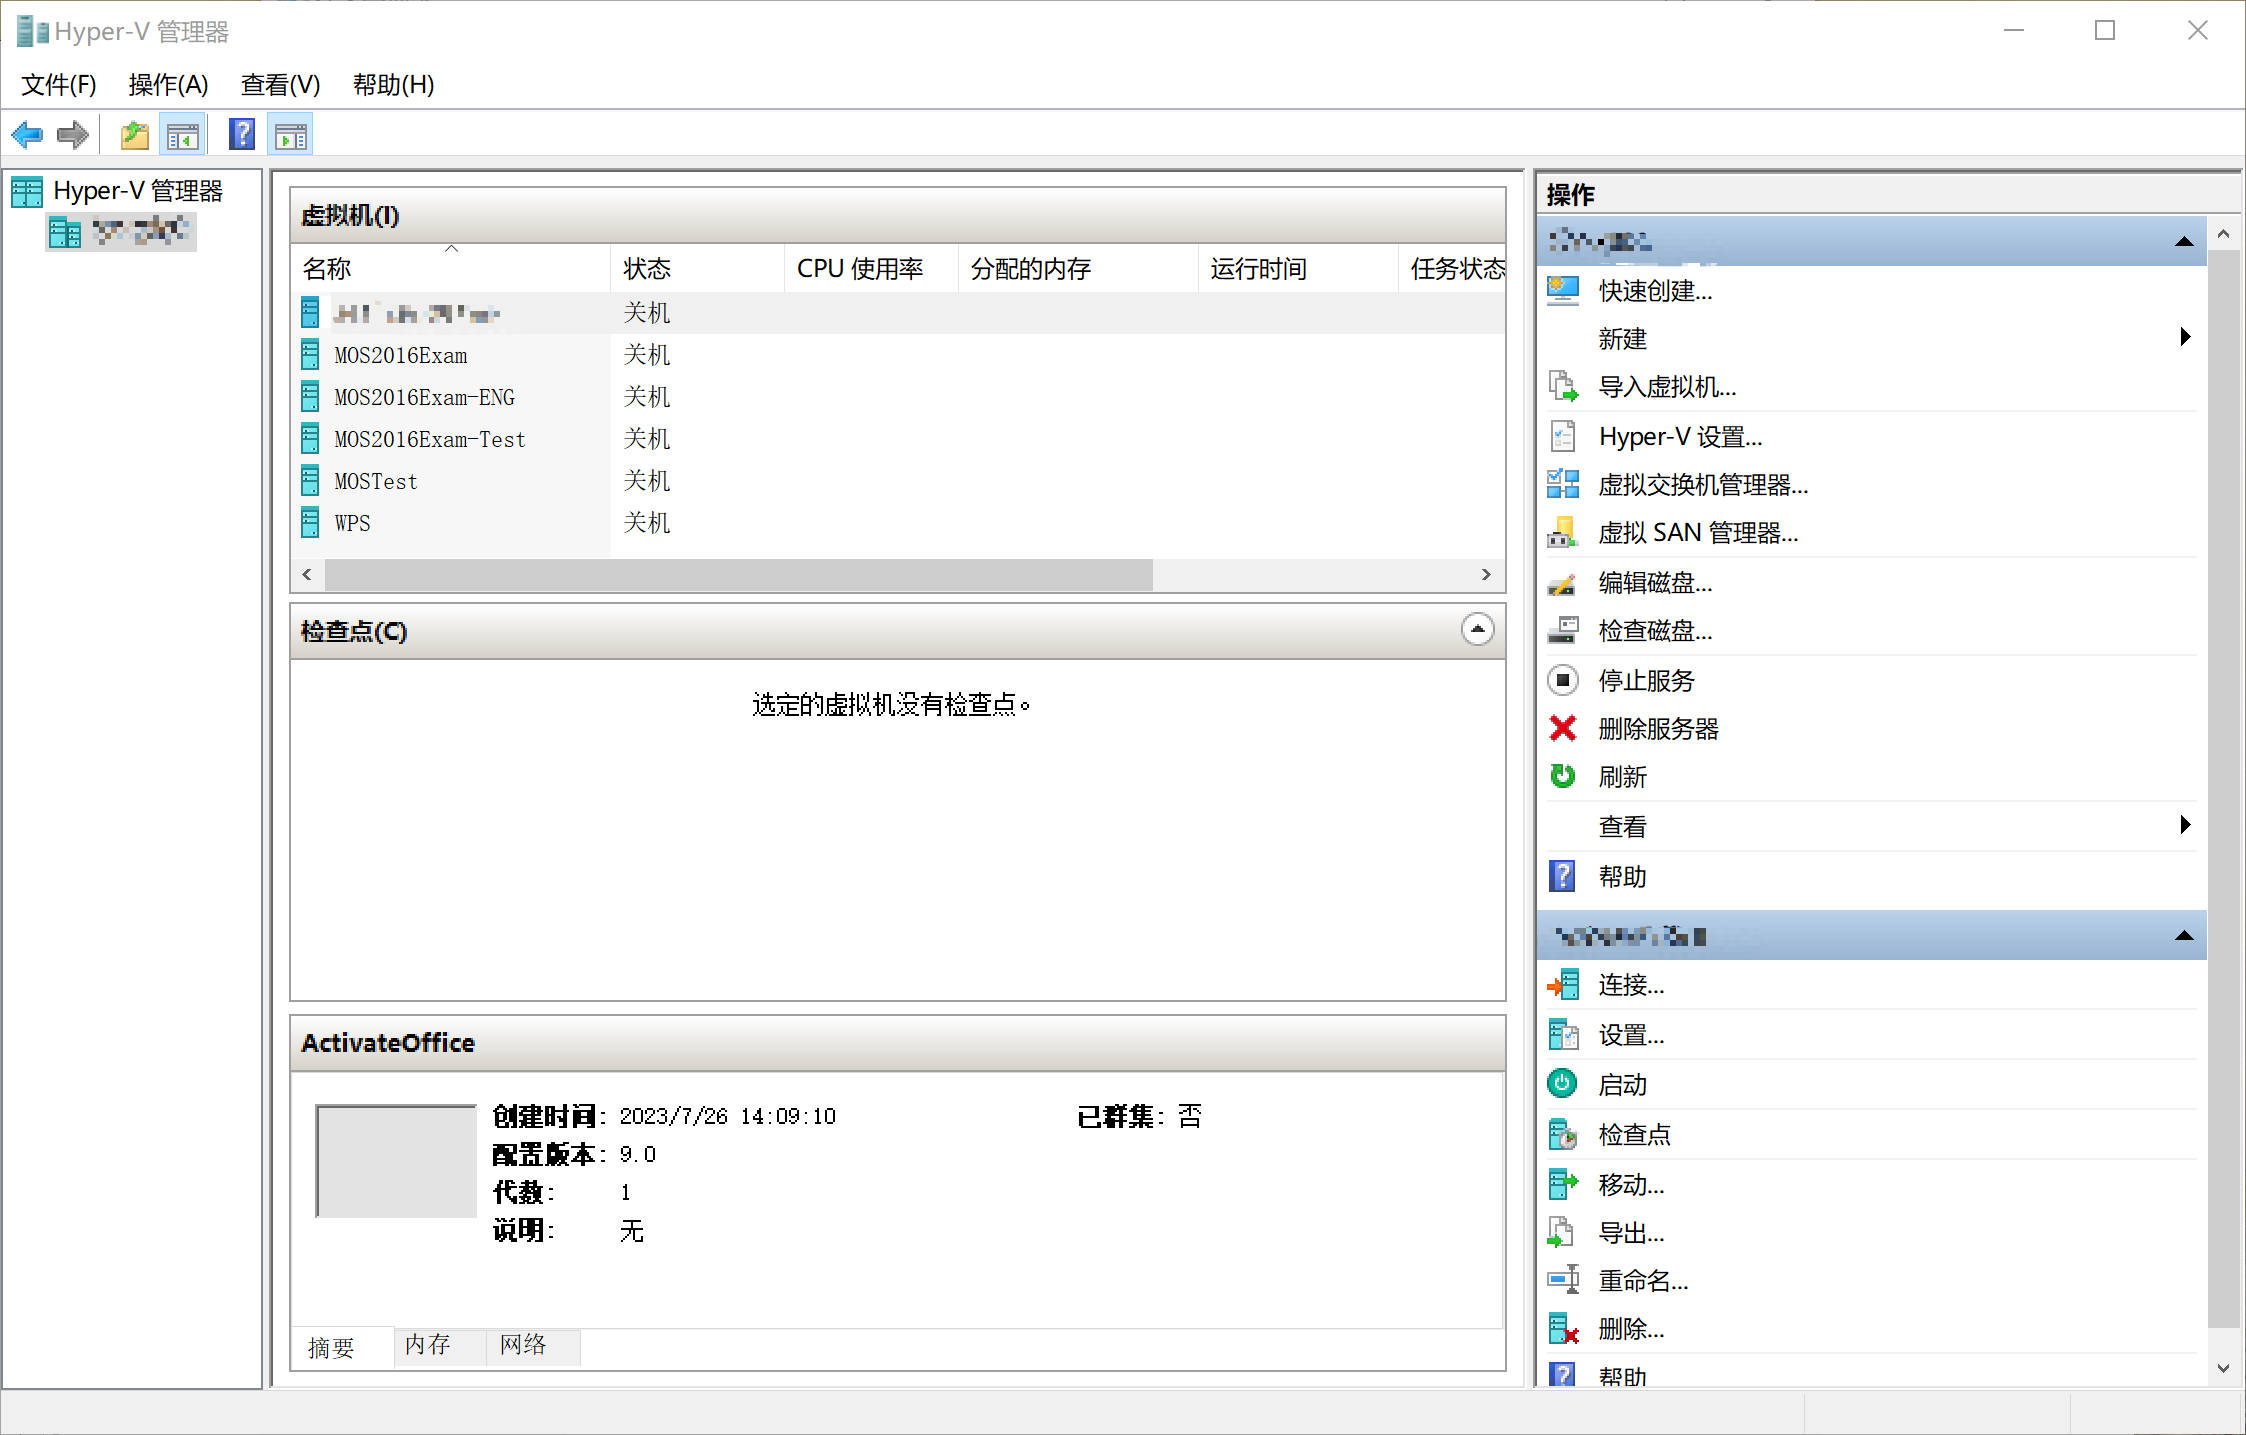 Hyper-V 管理器
文件(F) 操作(A) 查看(V) 帮助(H)
Hyper-V 管理器
虚拟机(I)
名称 状态 CPU 使用率 分配的内存 运行时间 任务状态
关机
MOS2016Exam 关机
MOS2016Exam-ENG 关机
MOS2016Exam-Test 关机
MOSTest 关机
WPS 关机
检查点(C)
选定的虚拟机没有检查点。
ActivateOffice
创建时间: 2023/7/26 14:09:10 已群集: 否
配置版本: 9.0
代数: 1
说明: 无
摘要 内存 网络
操作
快速创建...
新建
导入虚拟机...
Hyper-V 设置...
虚拟交换机管理器...
虚拟 SAN 管理器...
编辑磁盘...
检查磁盘...
停止服务
删除服务器
刷新
查看
帮助
连接...
设置...
启动
检查点
移动...
导出...
重命名...
删除...
帮助